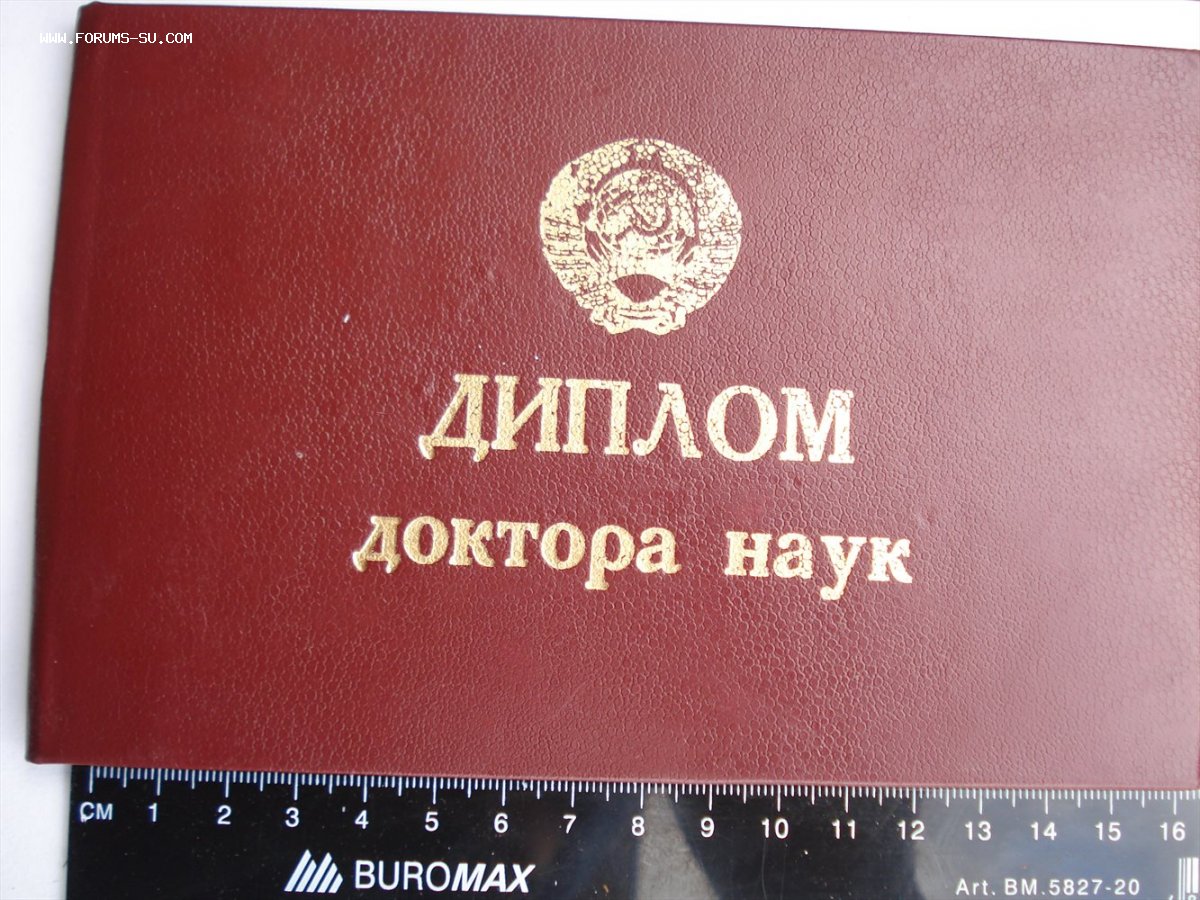 WWW.FORUMS-SU.COM
ДИПЛОМ
доктора наук
СМ 1 2 3 4 5 6 7 8 9 10 11 12 13 14 15 16
BUROMAX
Art. BM.5827-20